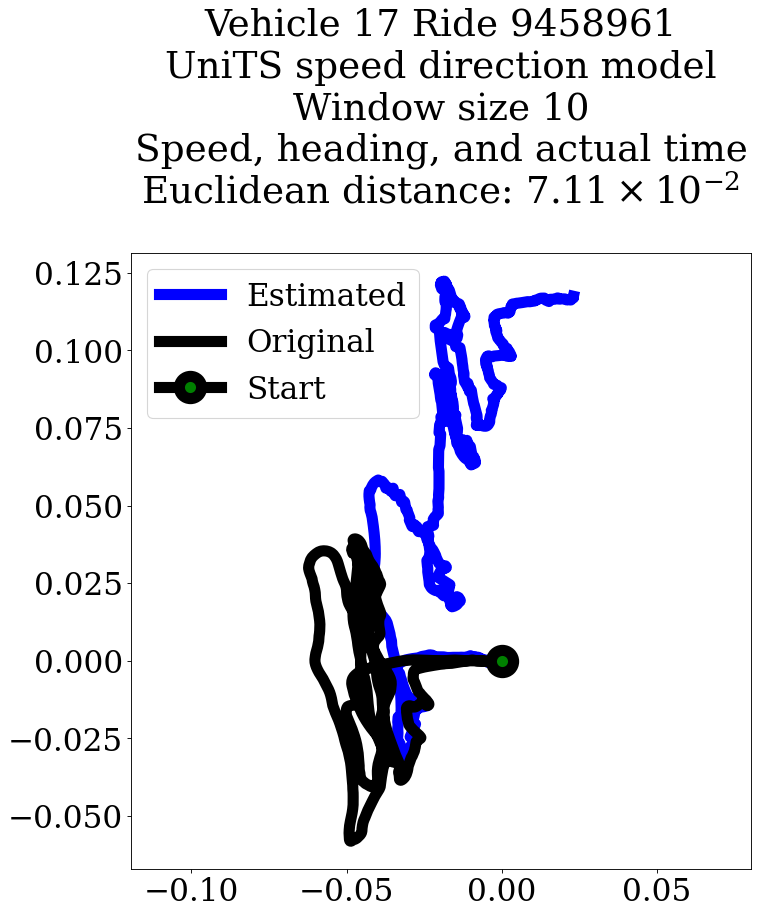 Vehicle 17 Ride 9458961
UniTS speed direction model
Window size 10
Speed, heading, and actual time
Euclidean distance: 7.11 × 10⁻²
Estimated
Original
Start
0.125
0.100
0.075
0.050
0.025
0.000
−0.025
−0.050
−0.10 −0.05 0.00 0.05